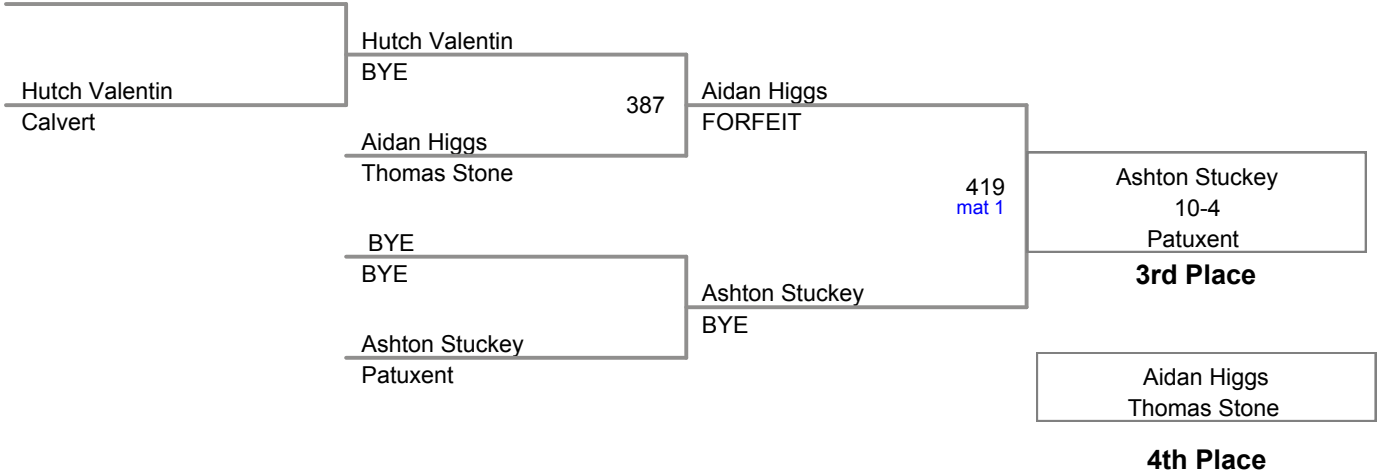 Hutch Valentin
BYE
Hutch Valentin
Calvert
387
Aidan Higgs
FORFEIT
Aidan Higgs
Thomas Stone
419
mat 1
Ashton Stuckey
10-4
Patuxent
3rd Place
BYE
BYE
Ashton Stuckey
BYE
Ashton Stuckey
Patuxent
Aidan Higgs
Thomas Stone
4th Place